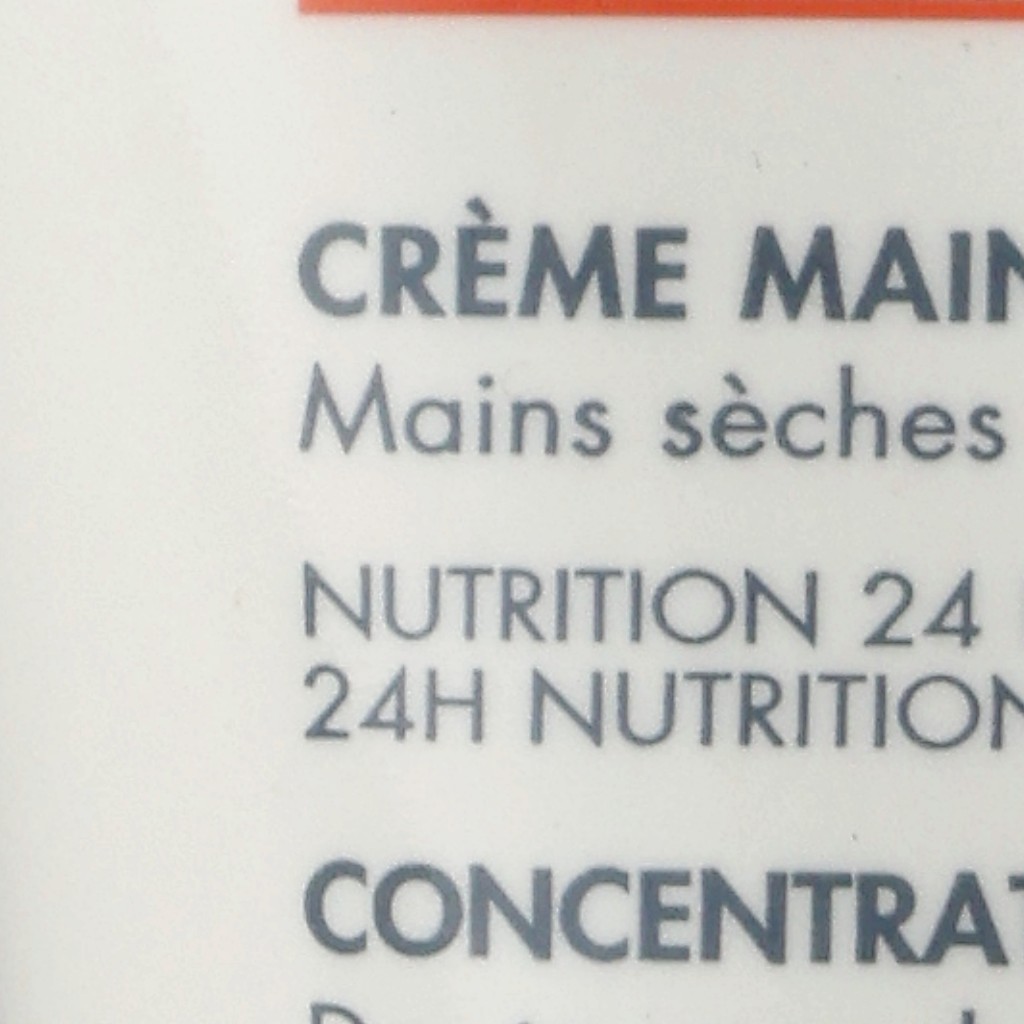 CRÈME MAIN
Mains sèches
NUTRITION 24
24H NUTRITION
CONCENTRAT